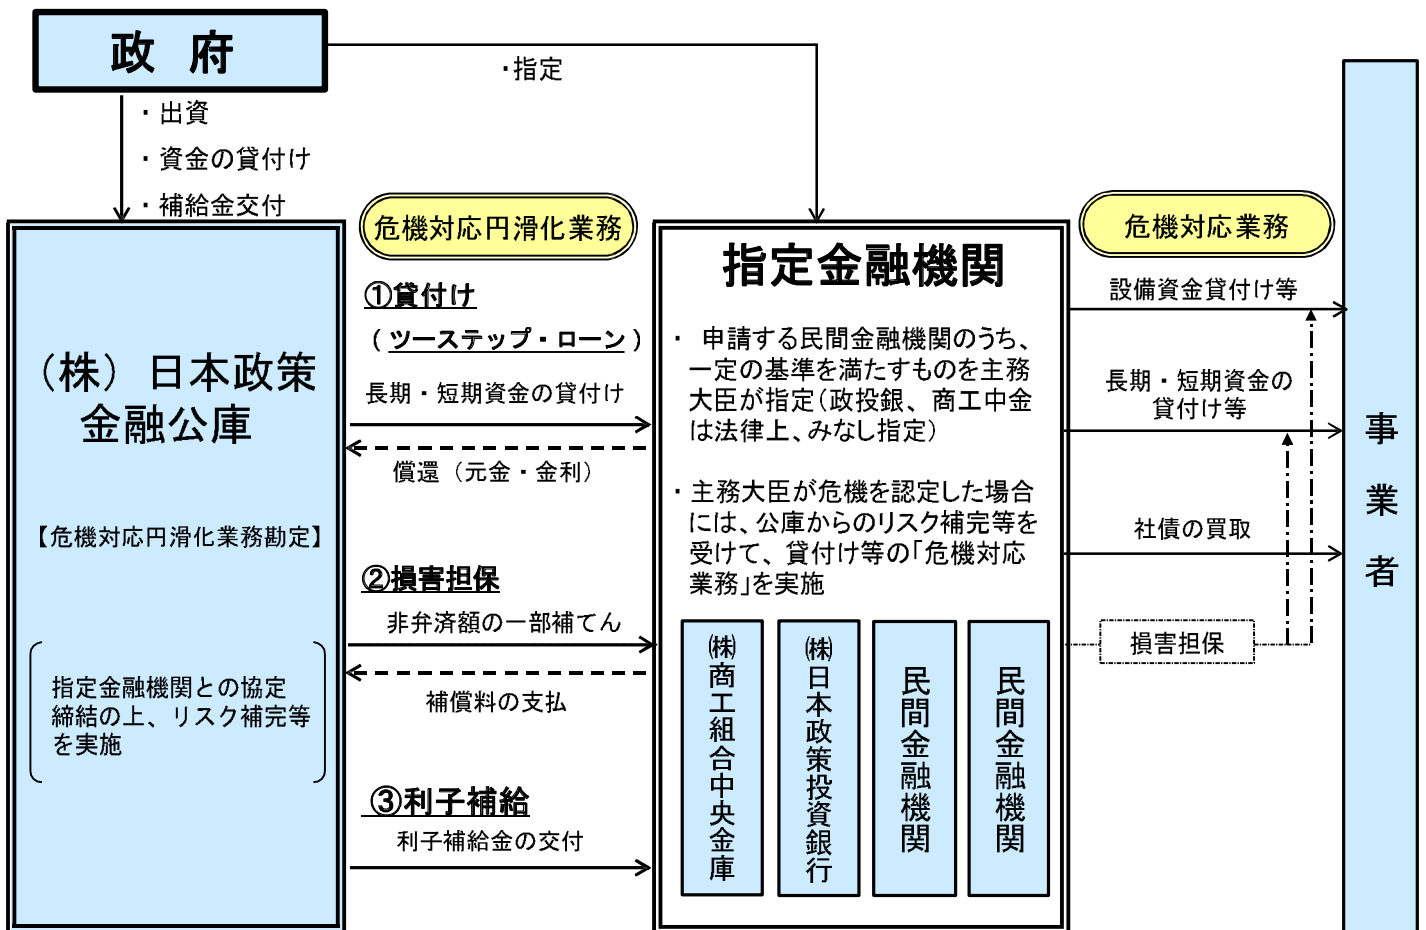 政 府
・指定
・出資
・資金の貸付け
・補給金交付
危機対応円滑化業務
危機対応業務
(株)日本政策
金融公庫
【危機対応円滑化業務勘定】
指定金融機関との協定
締結の上、リスク補完等
を実施
①貸付け
(ツーステップ・ローン)
長期・短期資金の貸付け
償還(元金・金利)
②損害担保
非弁済額の一部補てん
補償料の支払
③利子補給
利子補給金の交付
指定金融機関
・ 申請する民間金融機関のうち、
一定の基準を満たすものを主務
大臣が指定(政投銀、商工中金
は法律上、みなし指定)
・主務大臣が危機を認定した場合
には、公庫からのリスク補完等を
受けて、貸付け等の「危機対応
業務」を実施
㈱商工組合中央金庫
㈱日本政策投資銀行
民間金融機関
民間金融機関
設備資金貸付け等
長期・短期資金の
貸付け等
社債の買取
損害担保
事業者